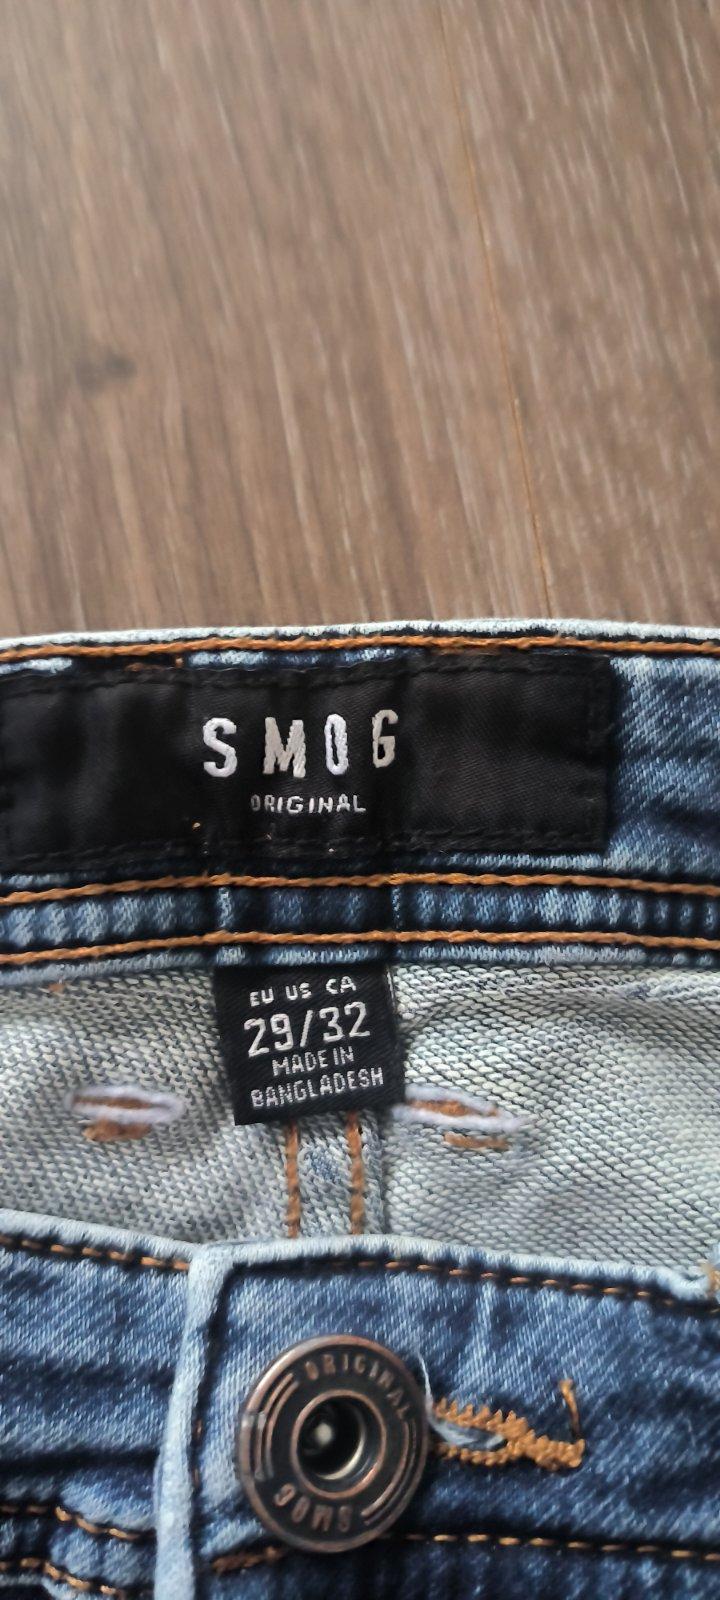 SMOG
ORIGINAL
EU US CA
29/32
MADE IN
BANGLADESH
ORIGINAL
SMOG